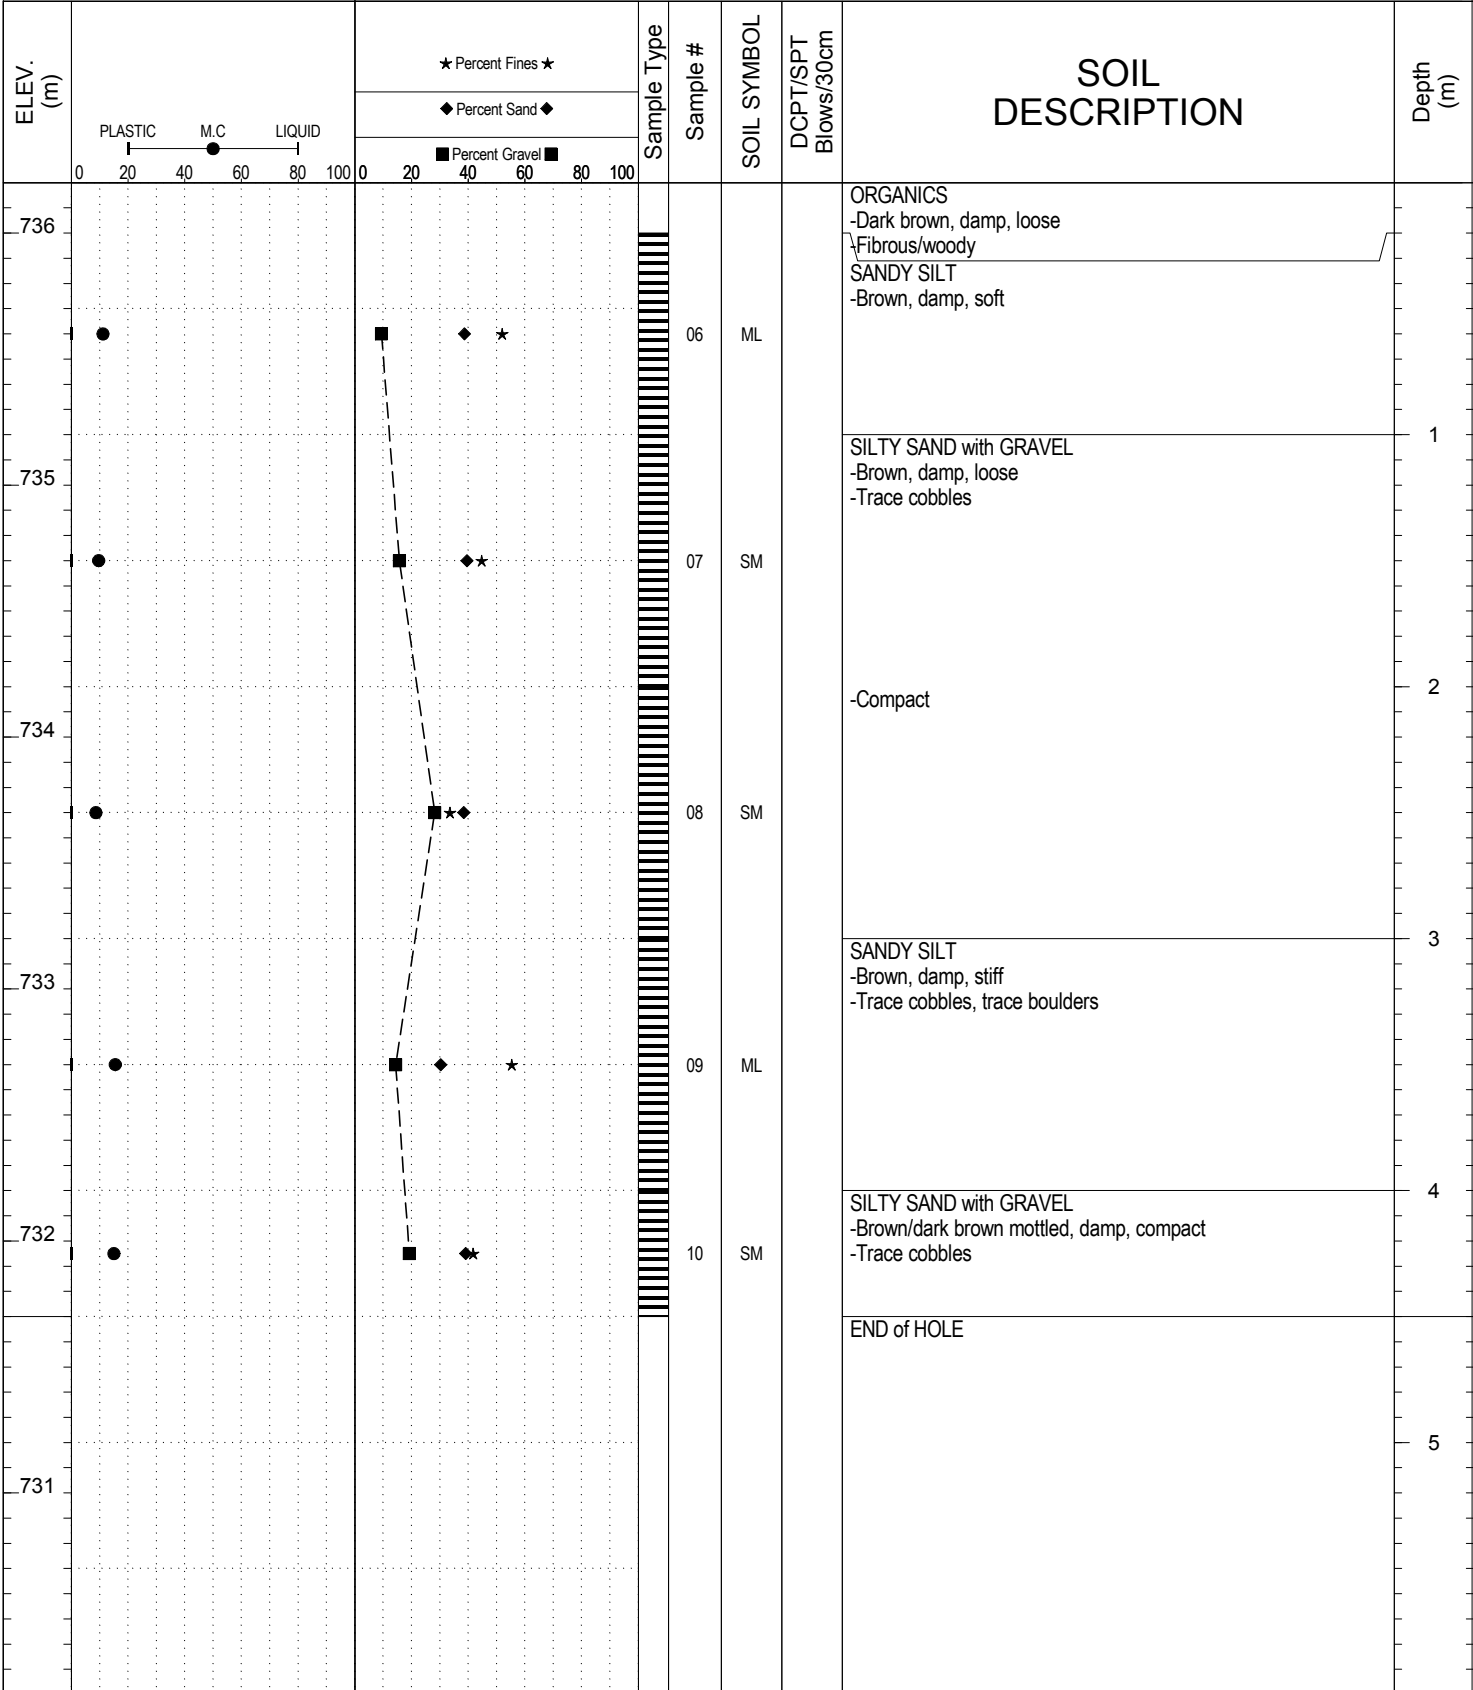 ELEV.
(m)
PLASTIC M.C LIQUID
0 20 40 60 80 100
★ Percent Fines ★
◆ Percent Sand ◆
■ Percent Gravel ■
0 20 40 60 80 100
Sample Type
Sample #
SOIL SYMBOL
DCPT/SPT
Blows/30cm
SOIL
DESCRIPTION
Depth
(m)
ORGANICS
-Dark brown, damp, loose
736
-Fibrous/woody
SANDY SILT
-Brown, damp, soft
06 ML
1
SILTY SAND with GRAVEL
-Brown, damp, loose
735
-Trace cobbles
07 SM
2
-Compact
734
08 SM
3
SANDY SILT
-Brown, damp, stiff
733
-Trace cobbles, trace boulders
09 ML
4
SILTY SAND with GRAVEL
-Brown/dark brown mottled, damp, compact
732
-Trace cobbles
10 SM
END of HOLE
5
731